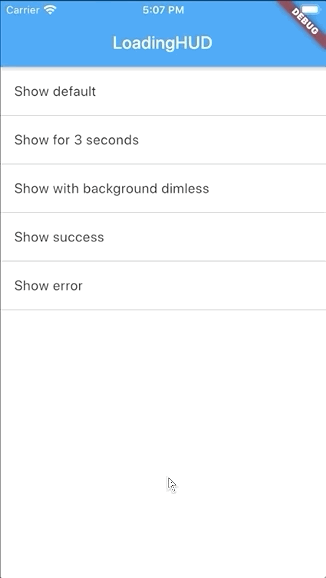 Carrier 5:07 PM
DEBUG
LoadingHUD
Show default
Show for 3 seconds
Show with background dimless
Show success
Show error